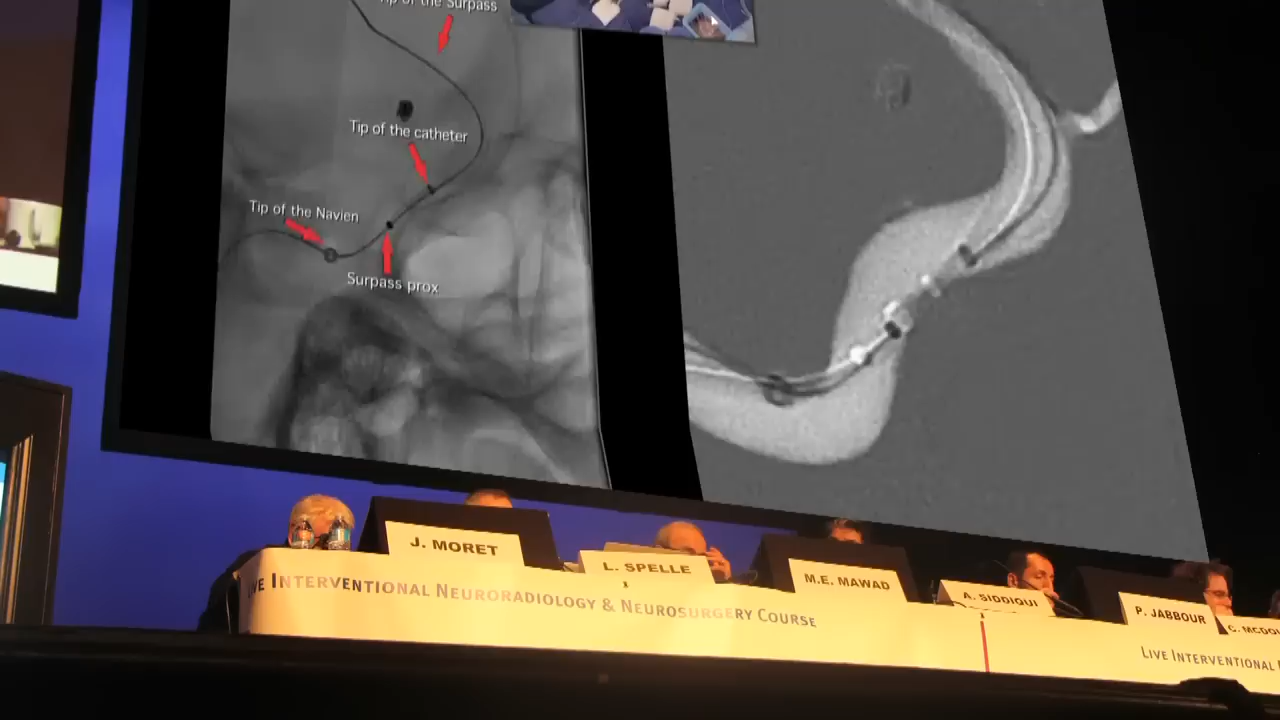 Tip of the Surpass
Tip of the catheter
Tip of the Navien
Surpass prox
J. MORET
L. SPELLE
M.E. MAWAD
A. SIDDIQUI
P. JABBOUR
LIVE INTERVENTIONAL NEURORADIOLOGY & NEUROSURGERY COURSE
LIVE INTERVENTIONAL